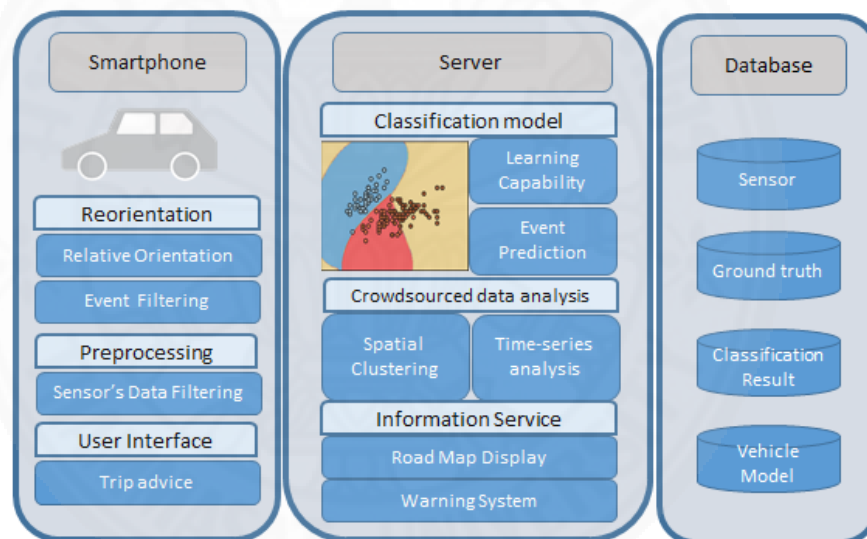 Smartphone
Reorientation
Relative Orientation
Event Filtering
Preprocessing
Sensor's Data Filtering
User Interface
Trip advice
Server
Classification model
Learning
Capability
Event
Prediction
Crowdsourced data analysis
Spatial
Clustering
Time-series
analysis
Information Service
Road Map Display
Warning System
Database
Sensor
Ground truth
Classification
Result
Vehicle
Model